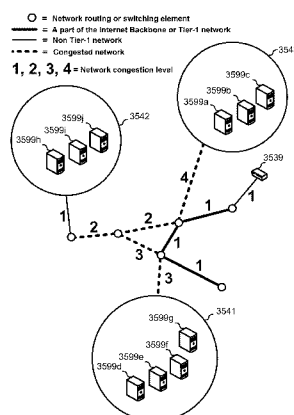 = Network routing or switching element
= A part of the Internet Backbone or Tier-1 network
= Non Tier-1 network
= Congested network
1, 2, 3, 4 = Network congestion level
354
3599c
3599b
3599a
3599j
3599i
3599h
3542
3539
4
1
1
1
2
2
1
3
1
3
3541
3599g
3599f
3599e
3599d